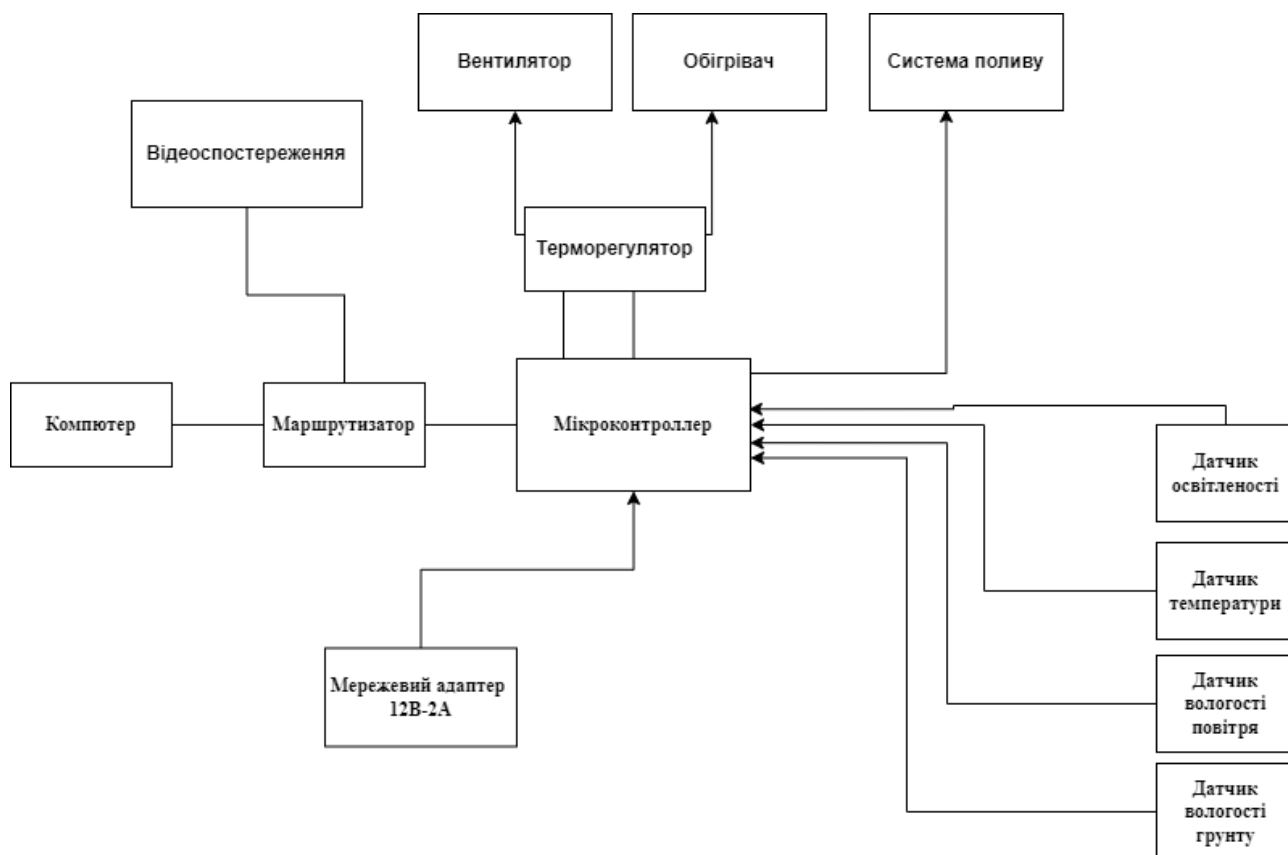 Вентилятор
Обігрівач
Система поливу
Відеоспостереженяя
Терморегулятор
Компютер
Маршрутизатор
Мікроконтроллер
Датчик
освітленості
Датчик
температури
Мережевий адаптер
12В-2А
Датчик
вологості
повітря
Датчик
вологості
грунту